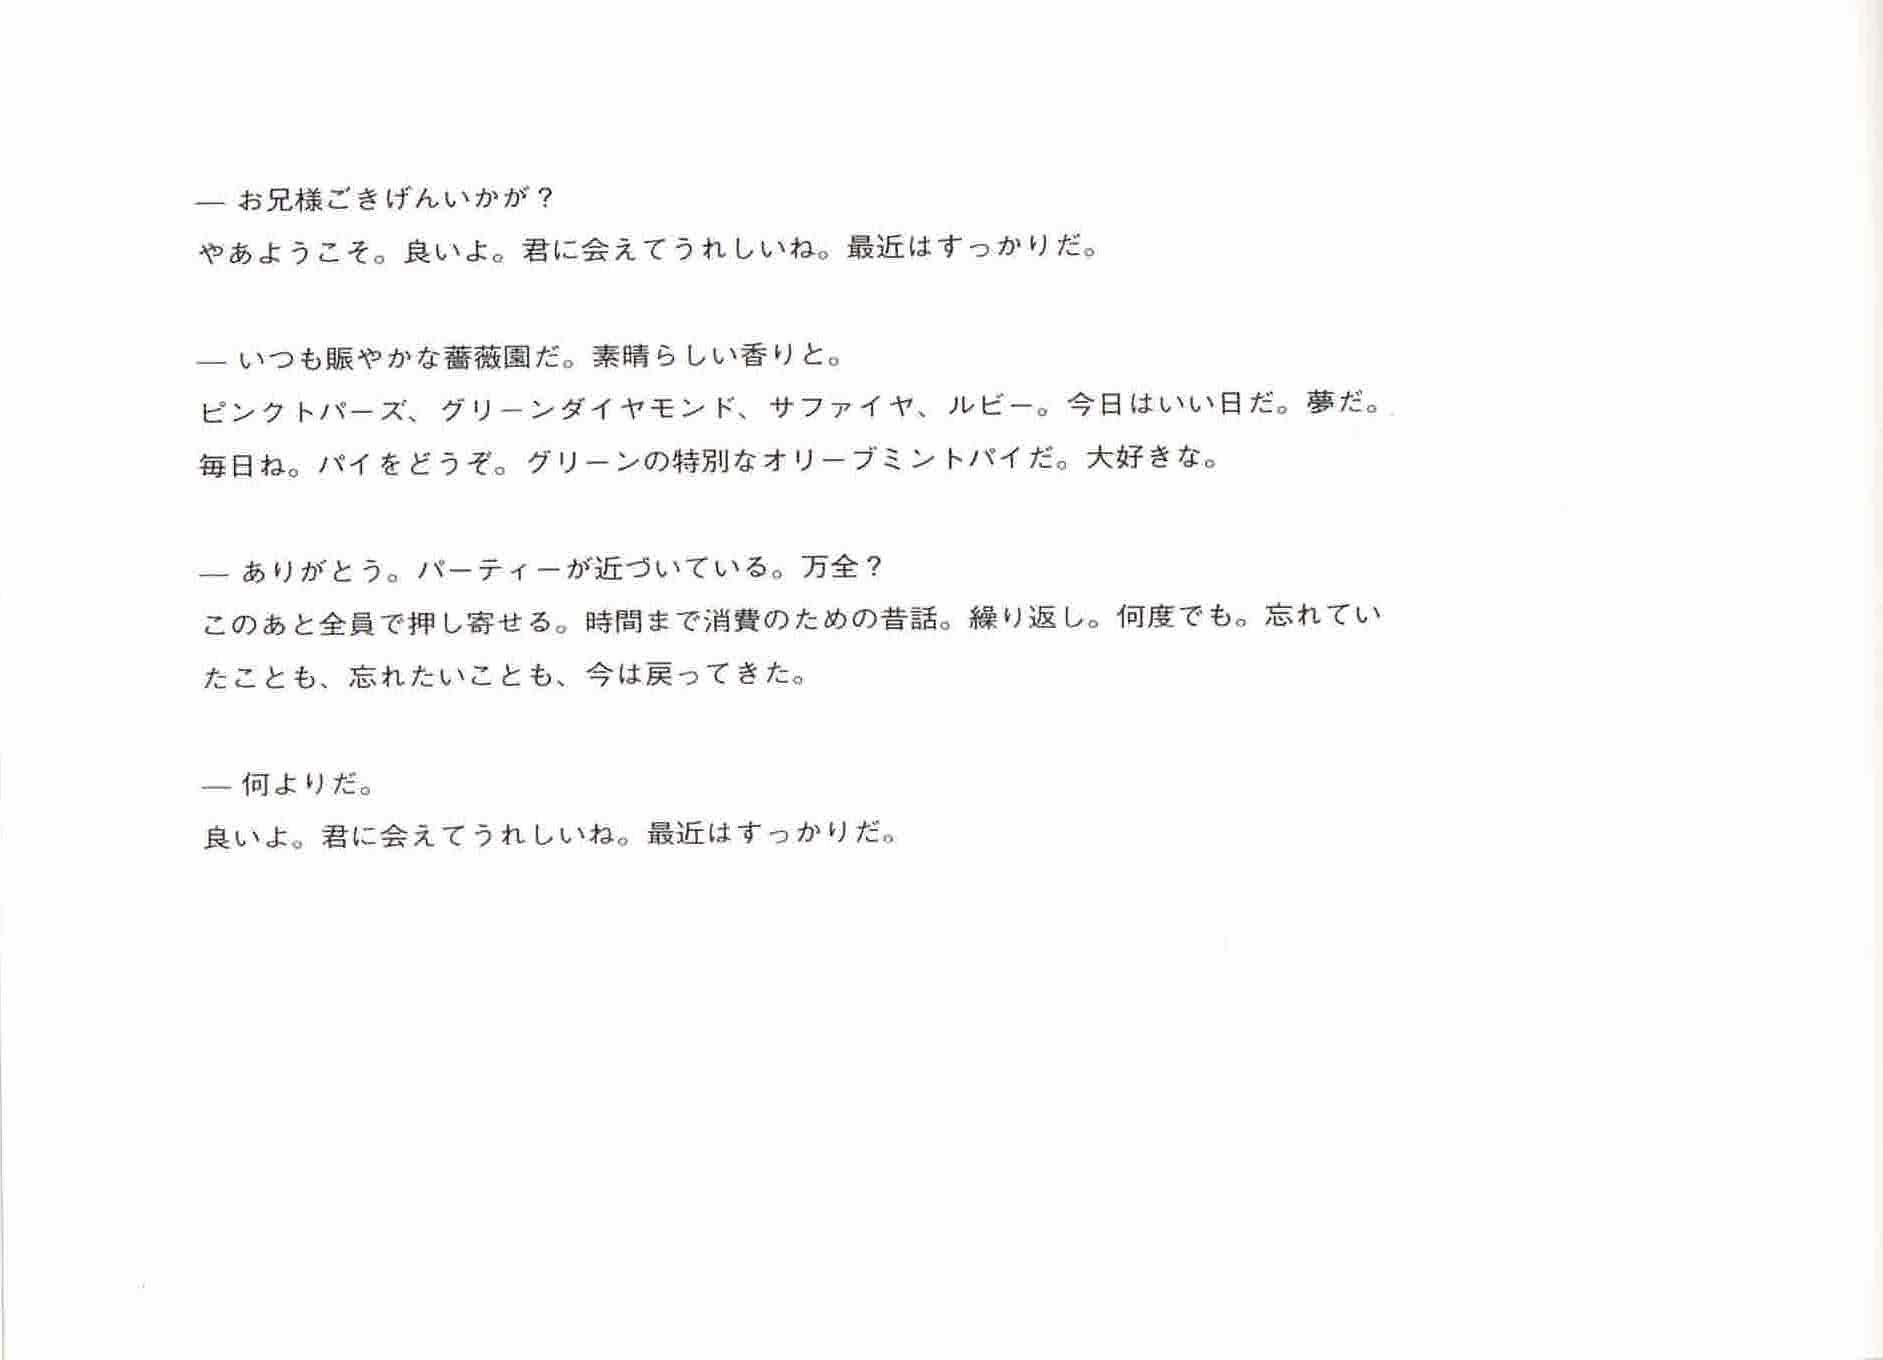 ― お兄様ごきげんいかが？
やあようこそ。良いよ。君に会えてうれしいね。最近はすっかりだ。
― いつも賑やかな薔薇園だ。素晴らしい香りと。
ピンクトパーズ、グリーンダイヤモンド、サファイヤ、ルビー。今日はいい日だ。夢だ。
毎日ね。パイをどうぞ。グリーンの特別なオリーブミントパイだ。大好きな。
― ありがとう。パーティーが近づいている。万全？
このあと全員で押し寄せる。時間まで消費のための昔話。繰り返し。何度でも。忘れてい
たことも、忘れたいことも、今は戻ってきた。
― 何よりだ。
良いよ。君に会えてうれしいね。最近はすっかりだ。